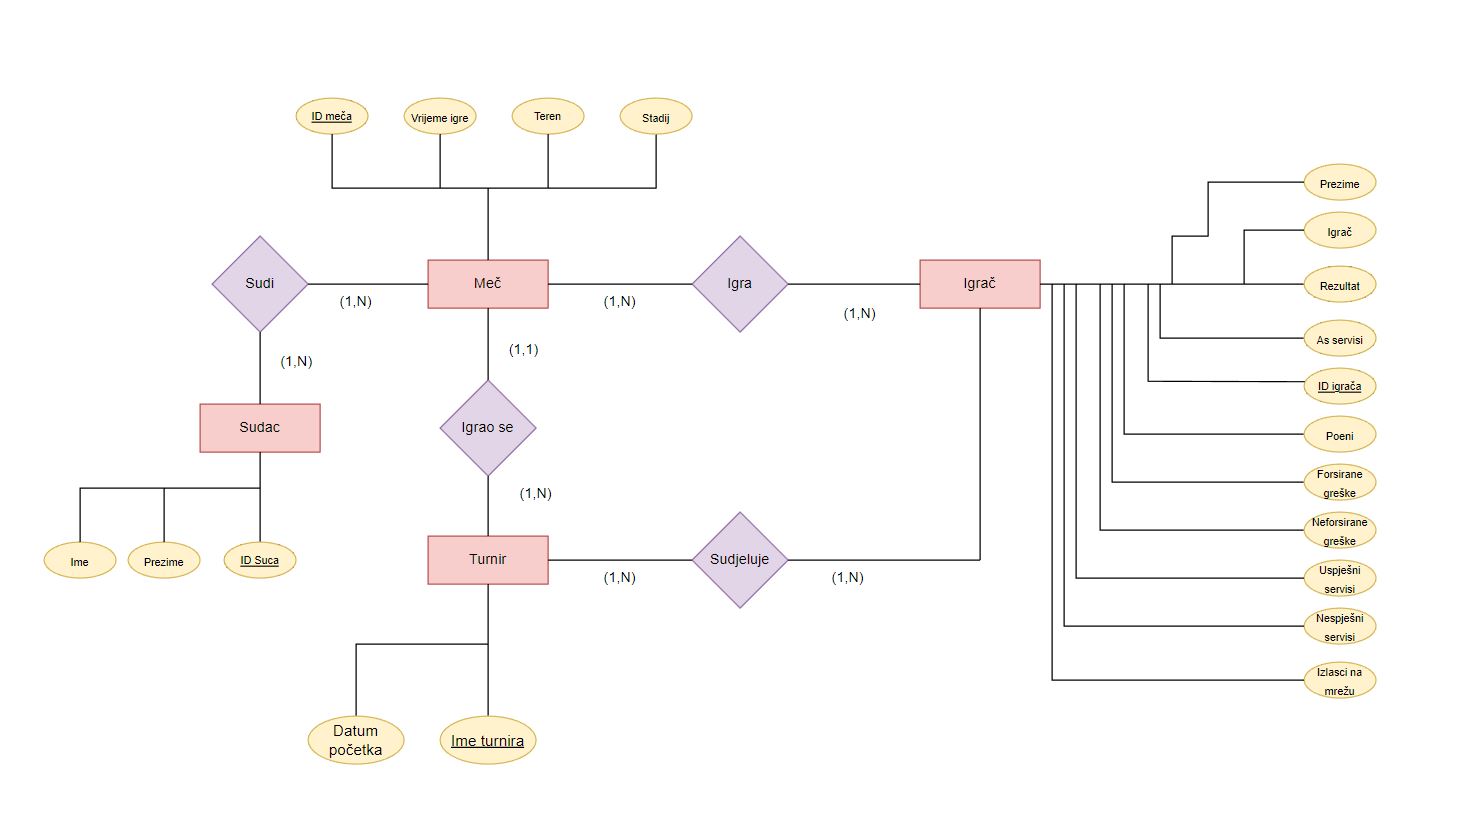 ID meča
Vrijeme igre
Teren
Stadij
Prezime
Igrač
Sudi
Meč
Igra
Igrač
Rezultat
(1,N)
(1,N)
(1,N)
As servisi
(1,1)
(1,N)
ID igrača
Sudac
Igrao se
Poeni
Forsirane
greške
(1,N)
Neforsirane
greške
Ime
Prezime
ID Suca
Turnir
Sudjeluje
(1,N)
(1,N)
Uspješni
servisi
Nespješni
servisi
Izlasci na
mrežu
Datum
početka
Ime turnira